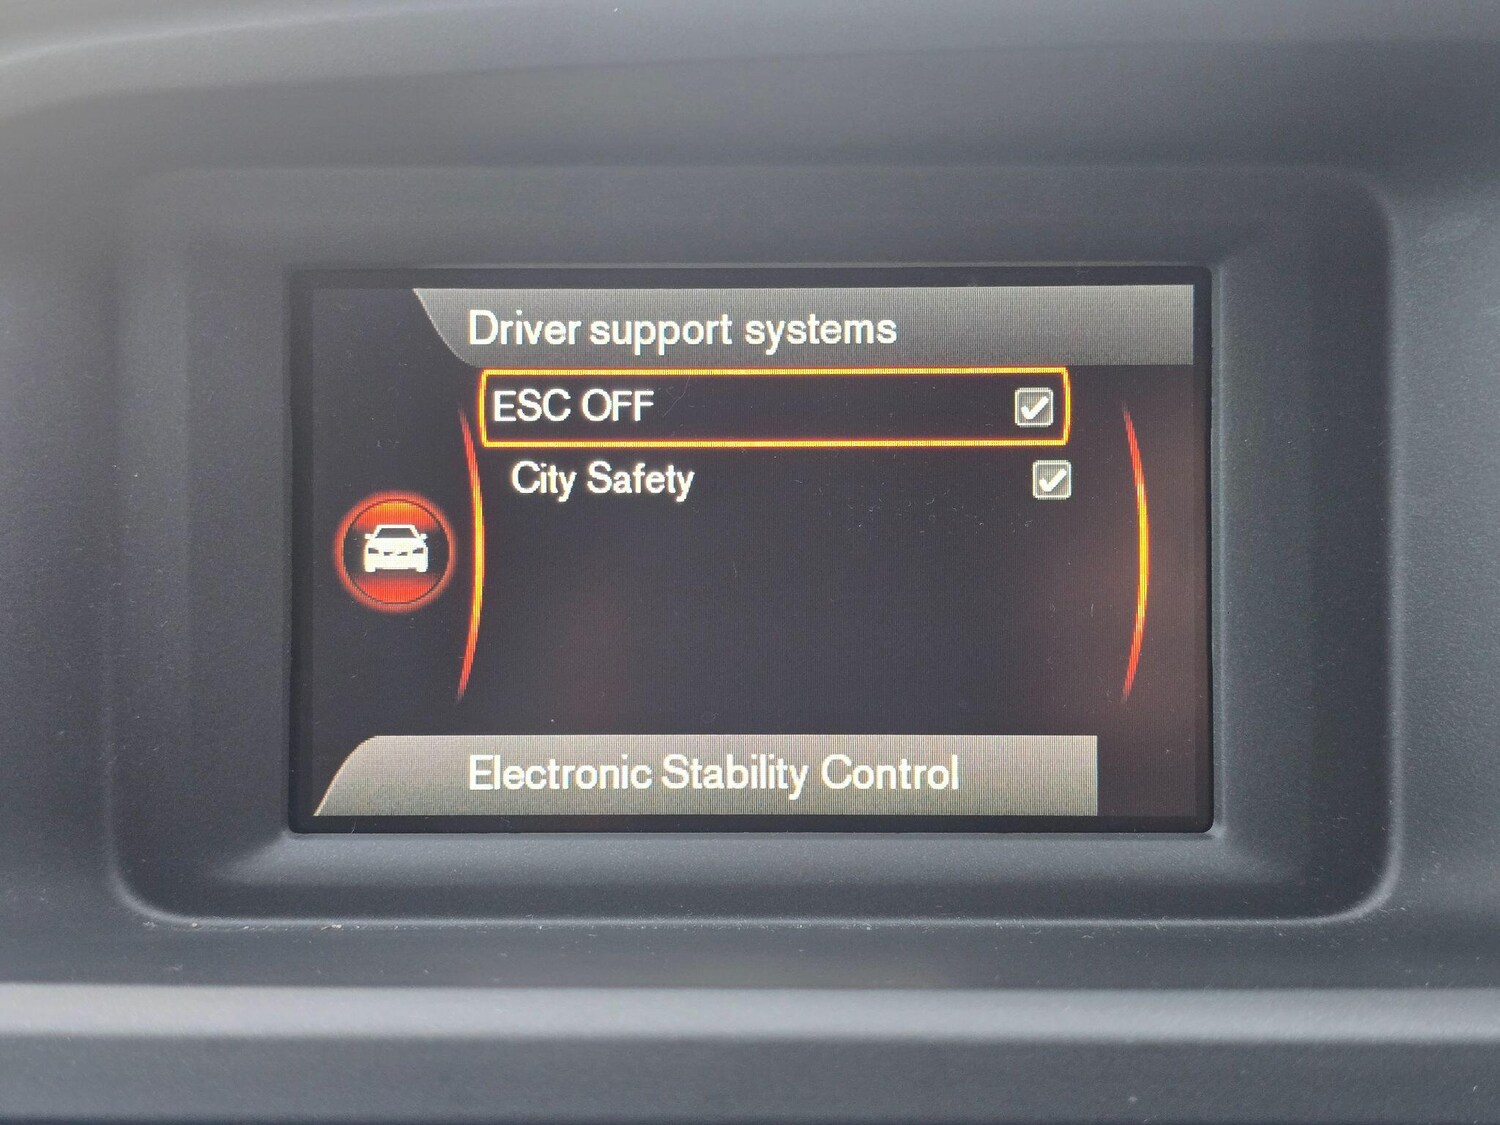 Driver support systems
ESC OFF
City Safety
Electronic Stability Control